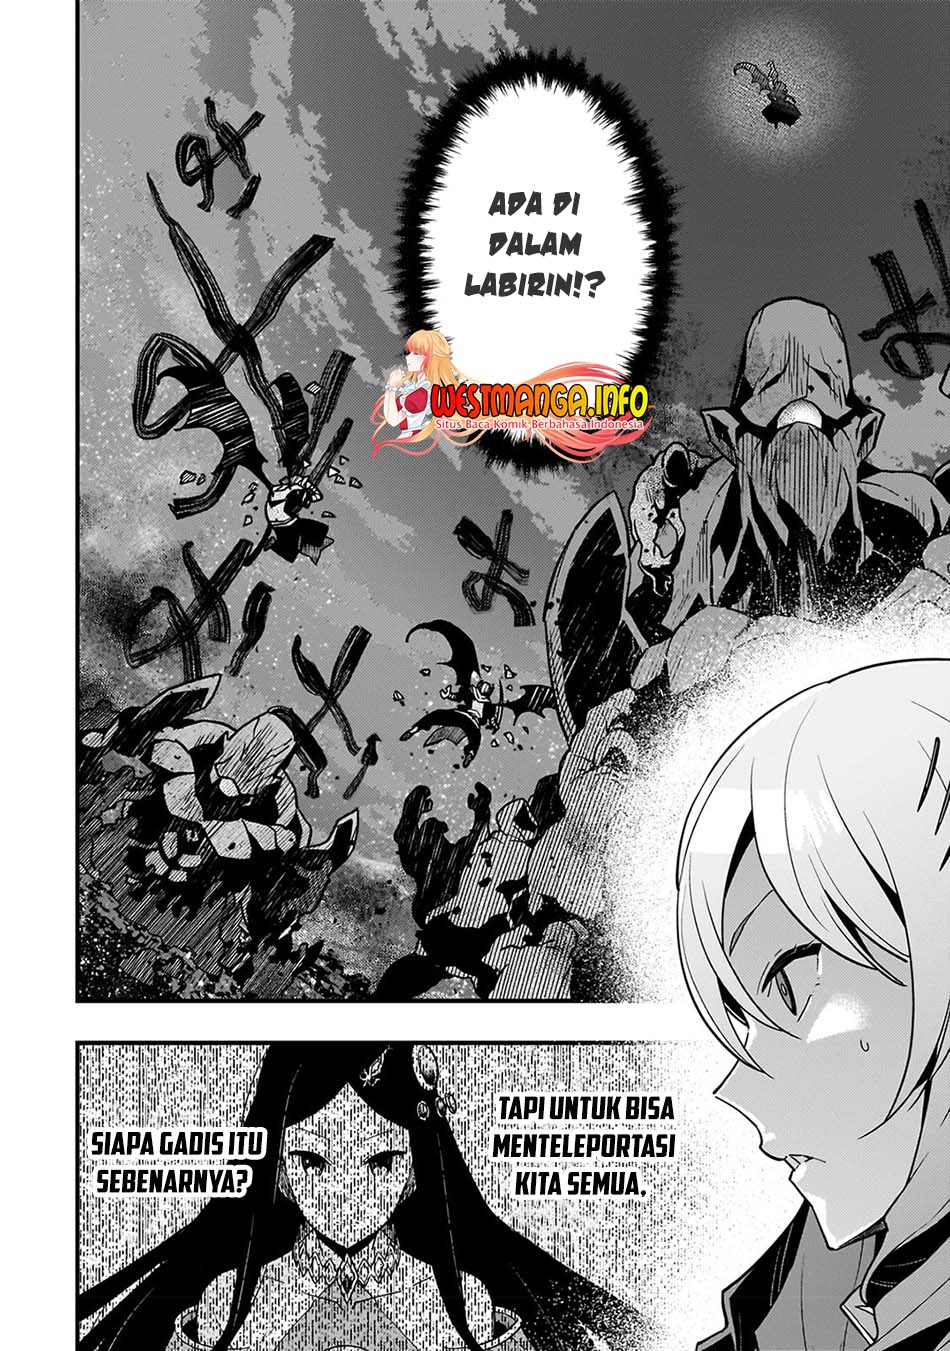 ADA DI
DALAM
LABIRIN!?
WESTMANGA.INFO
Situs Baca Komik Berbahasa Indonesia
TAPI UNTUK BISA
MENTELEPORTASI
KITA SEMUA,
SIAPA GADIS ITU
SEBENARNYA?